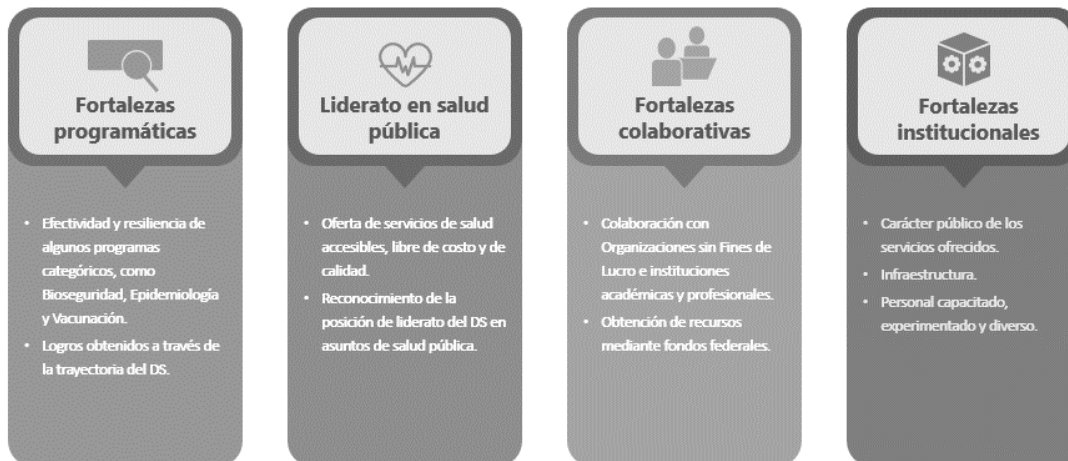 Fortalezas
programáticas
• Efectividad y resiliencia de
algunos programas
categóricos, como
Bioseguridad, Epidemiología
y Vacunación.
• Logros obtenidos a través de
la trayectoria del DS.
Liderato en salud
pública
• Oferta de servicios de salud
accesibles, libre de costo y de
calidad.
• Reconocimiento de la
posición de liderato del DS en
asuntos de salud pública.
Fortalezas
colaborativas
• Colaboración con
Organizaciones sin Fines de
Lucro e instituciones
académicas y profesionales.
• Obtención de recursos
mediante fondos federales.
Fortalezas
institucionales
• Carácter público de los
servicios ofrecidos.
• Infraestructura.
• Personal capacitado,
experimentado y diverso.